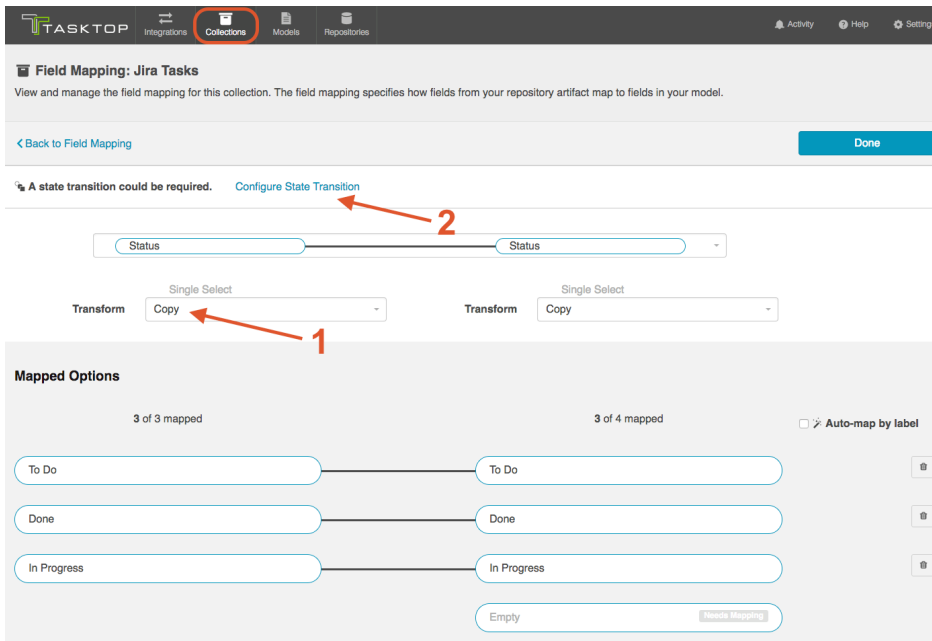 TASKTOP
Integrations
Collections
Models
Repositories
Activity
Help
Setting
Field Mapping: Jira Tasks
View and manage the field mapping for this collection. The field mapping specifies how fields from your repository artifact map to fields in your model.
Back to Field Mapping
Done
A state transition could be required. Configure State Transition
2
Status Status
Single Select Single Select
Transform Copy Transform Copy
1
Mapped Options
3 of 3 mapped 3 of 4 mapped
Auto-map by label
To Do To Do
Done Done
In Progress In Progress
Empty Needs Mapping